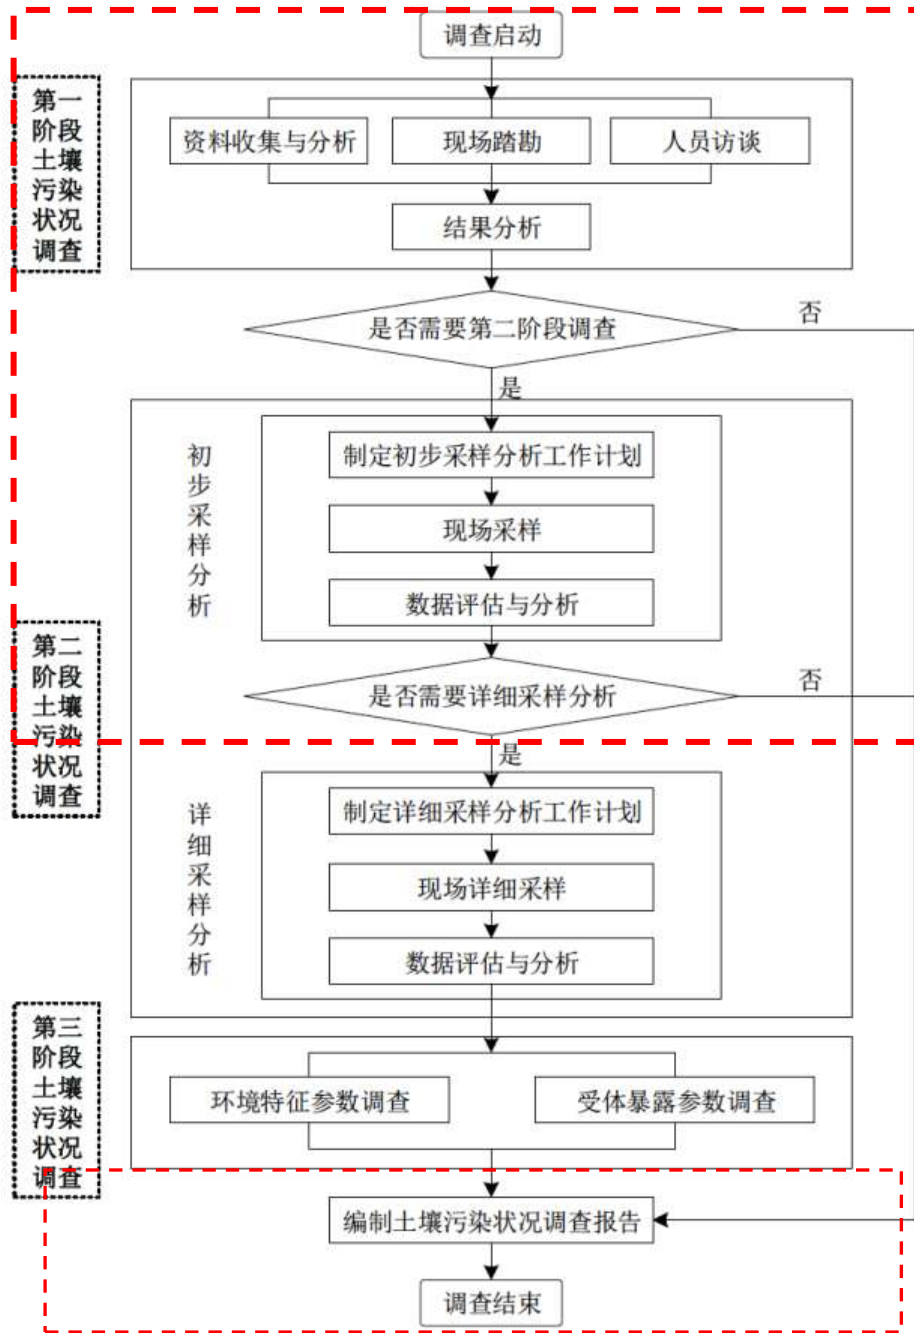 调查启动
第一
阶段
土壤
污染
状况
调查
资料收集与分析
现场踏勘
人员访谈
结果分析
是否需要第二阶段调查
否
是
初
步
采
样
分
析
制定初步采样分析工作计划
现场采样
数据评估与分析
第二
阶段
土壤
污染
状况
调查
是否需要详细采样分析
否
是
详
细
采
样
分
析
制定详细采样分析工作计划
现场详细采样
数据评估与分析
第三
阶段
土壤
污染
状况
调查
环境特征参数调查
受体暴露参数调查
编制土壤污染状况调查报告
调查结束